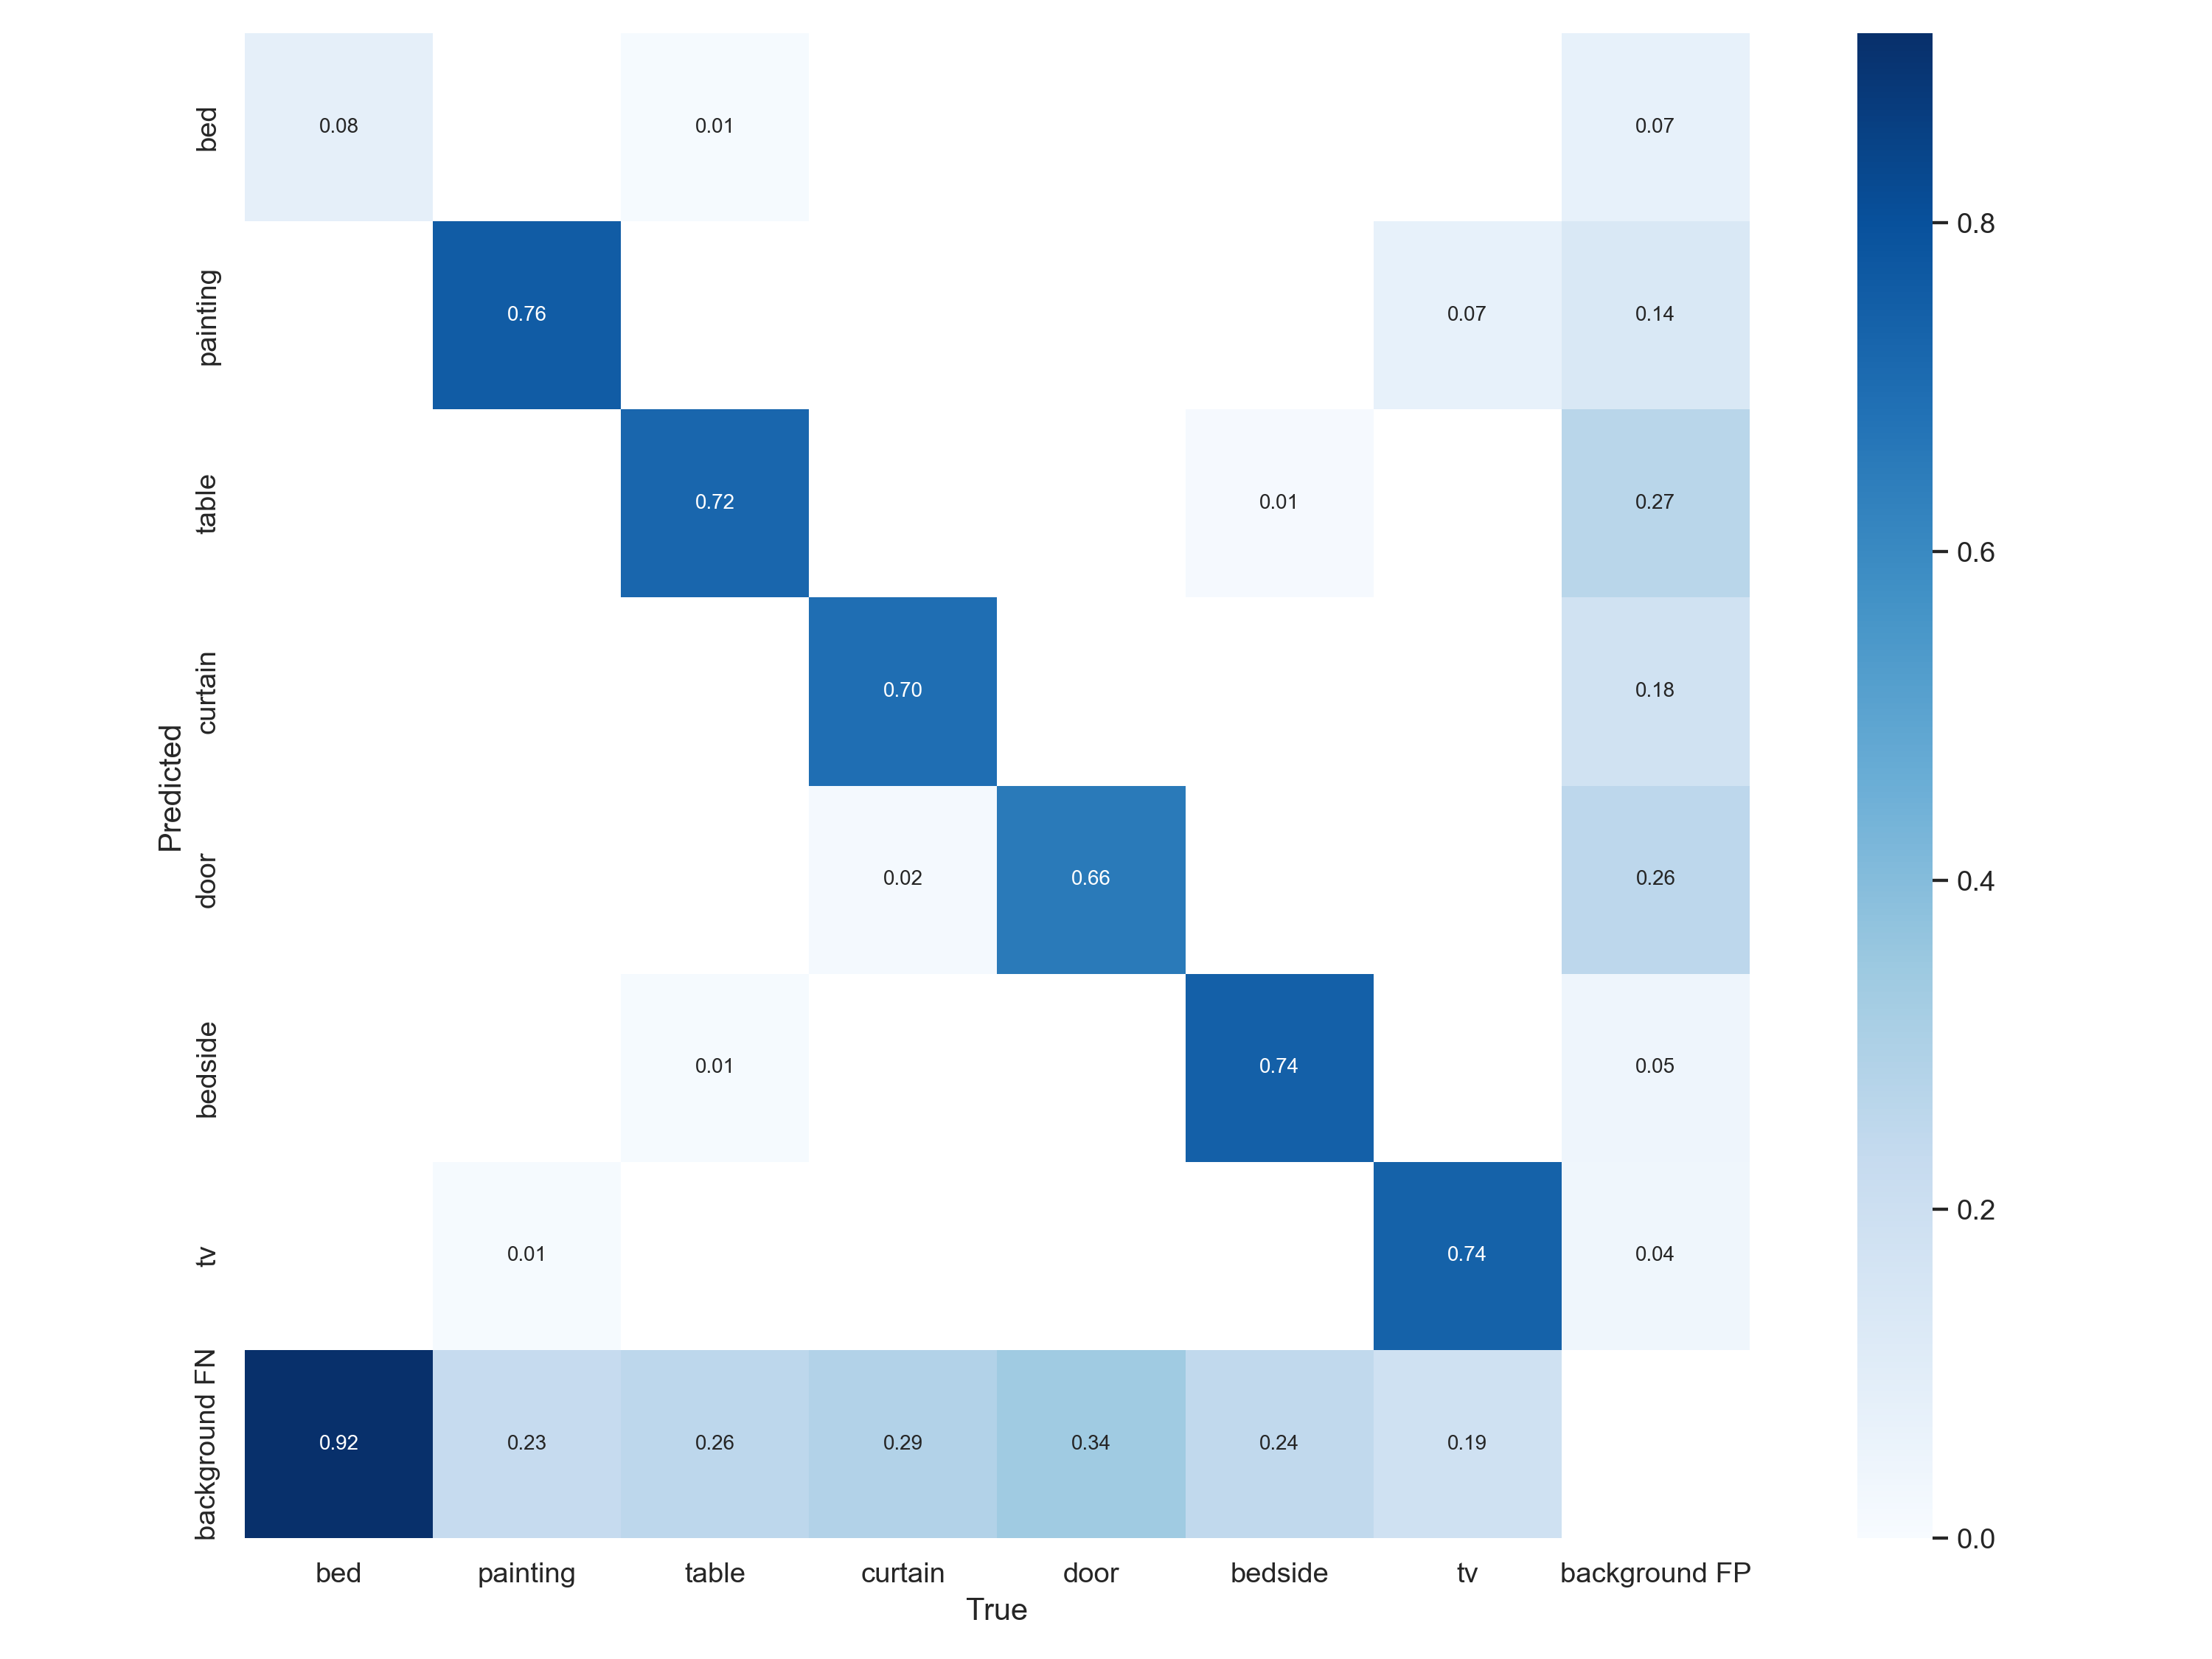 bed 0.08 0.01 0.07
0.8
painting 0.76 0.07 0.14
table 0.72 0.01 0.27
0.6
curtain 0.70 0.18
Predicted
door 0.02 0.66 0.26
0.4
bedside 0.01 0.74 0.05
0.2
tv 0.01 0.74 0.04
background FN 0.92 0.23 0.26 0.29 0.34 0.24 0.19
0.0
bed painting table curtain door bedside tv background FP
True